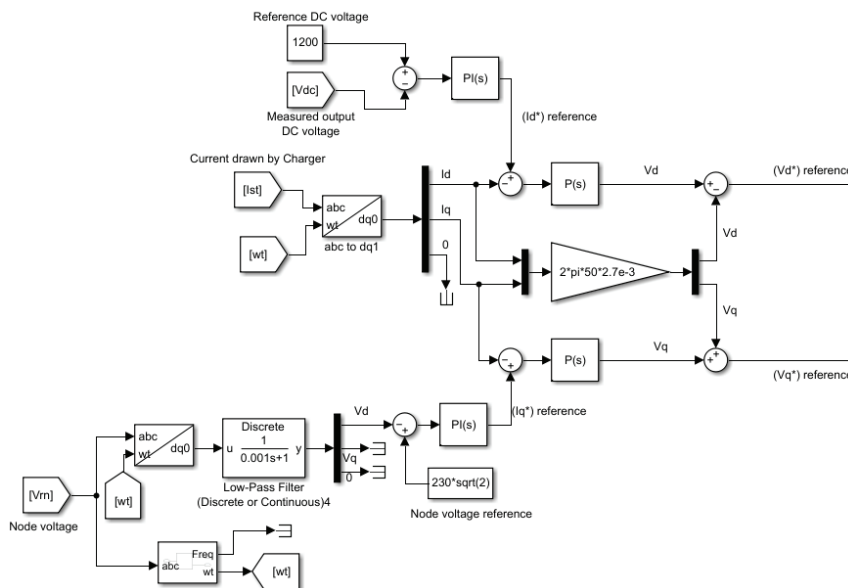 Reference DC voltage
1200
[Vdc]
+
−
PI(s)
Measured output
DC voltage
(Id*) reference
Current drawn by Charger
[Ist]
[wt]
abc
wt
dq0
abc to dq1
Id
Iq
0
−
+
P(s)
Vd
+
−
(Vd*) reference
2*pi*50*2.7e-3
Vd
Vq
−
+
P(s)
Vq
+
+
(Vq*) reference
(Iq*) reference
[Vrn]
Node voltage
abc
wt
dq0
[wt]
Discrete
u
1
0.001s+1
y
Low-Pass Filter
(Discrete or Continuous)4
Vd
Vq
0
−
+
PI(s)
230*sqrt(2)
Node voltage reference
abc
Freq
wt
[wt]